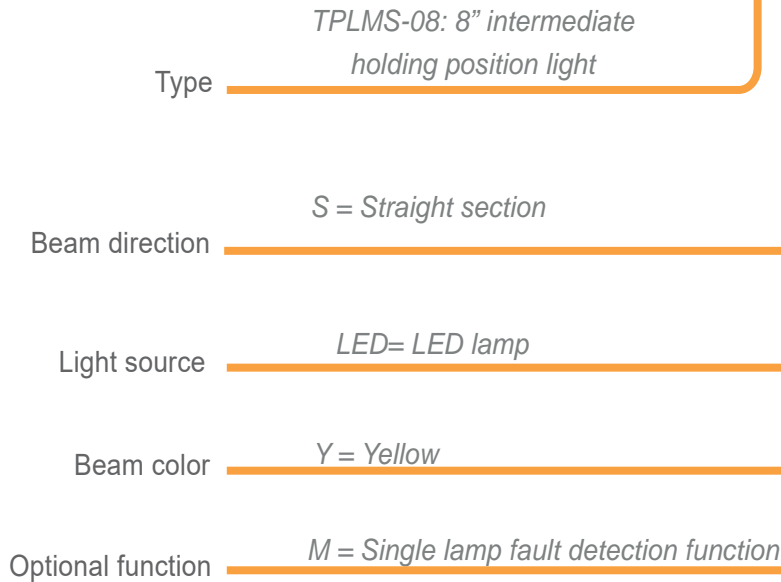 TPLMS-08: 8” intermediate
holding position light
Type
S = Straight section
Beam direction
LED= LED lamp
Light source
Y = Yellow
Beam color
M = Single lamp fault detection function
Optional function